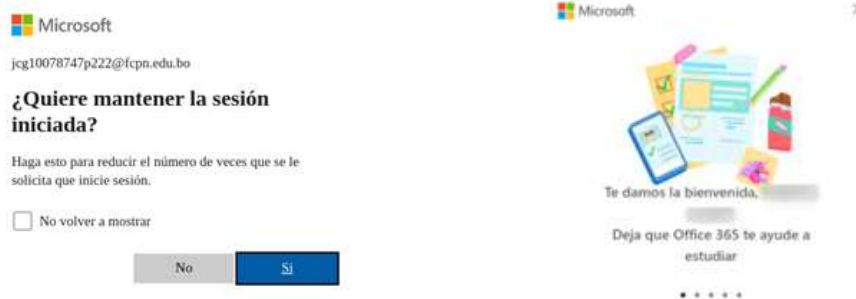 Microsoft
jcg10078747p222@fcpn.edu.bo
¿Quiere mantener la sesión
iniciada?
Haga esto para reducir el número de veces que se le
solicita que inicie sesión.
No volver a mostrar
No
Sí
Microsoft
Te damos la bienvenida,
Deja que Office 365 te ayude a
estudiar